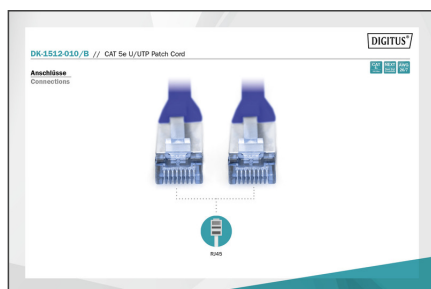 DIGITUS®
DK-1512-010/B // CAT 5e U/UTP Patch Cord
Anschlüsse
Connections
RJ45